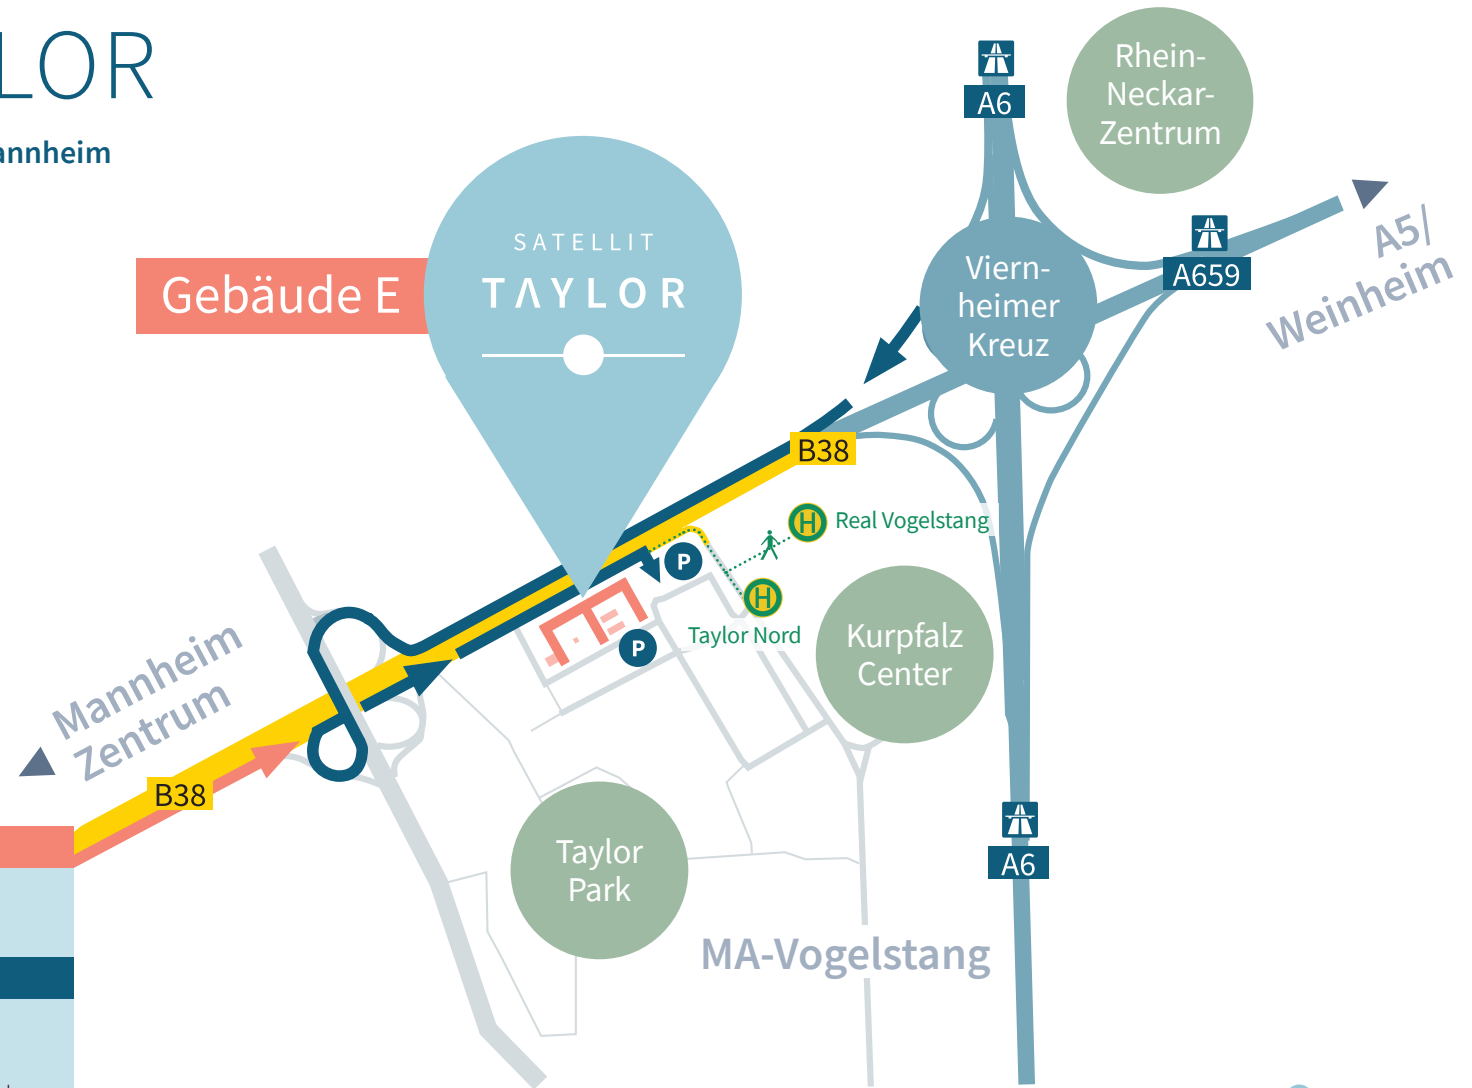 LOR
annheim
A6
Rhein-
Neckar-
Zentrum
A5/
Weinheim
A659
SATELLIT
TAYLOR
Gebäude E
Viern-
heimer
Kreuz
B38
H
Real Vogelstang
P
H
Taylor Nord
P
Kurpfalz
Center
Mannheim
Zentrum
B38
A6
Taylor
Park
MA-Vogelstang